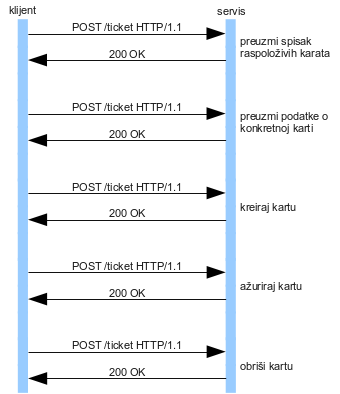 klijent
servis
POST /ticket HTTP/1.1
200 OK
preuzmi spisak
raspoloživih karata
POST /ticket HTTP/1.1
200 OK
preuzmi podatke o
konkretnoj karti
POST /ticket HTTP/1.1
200 OK
kreiraj kartu
POST /ticket HTTP/1.1
200 OK
ažuriraj kartu
POST /ticket HTTP/1.1
200 OK
obriši kartu